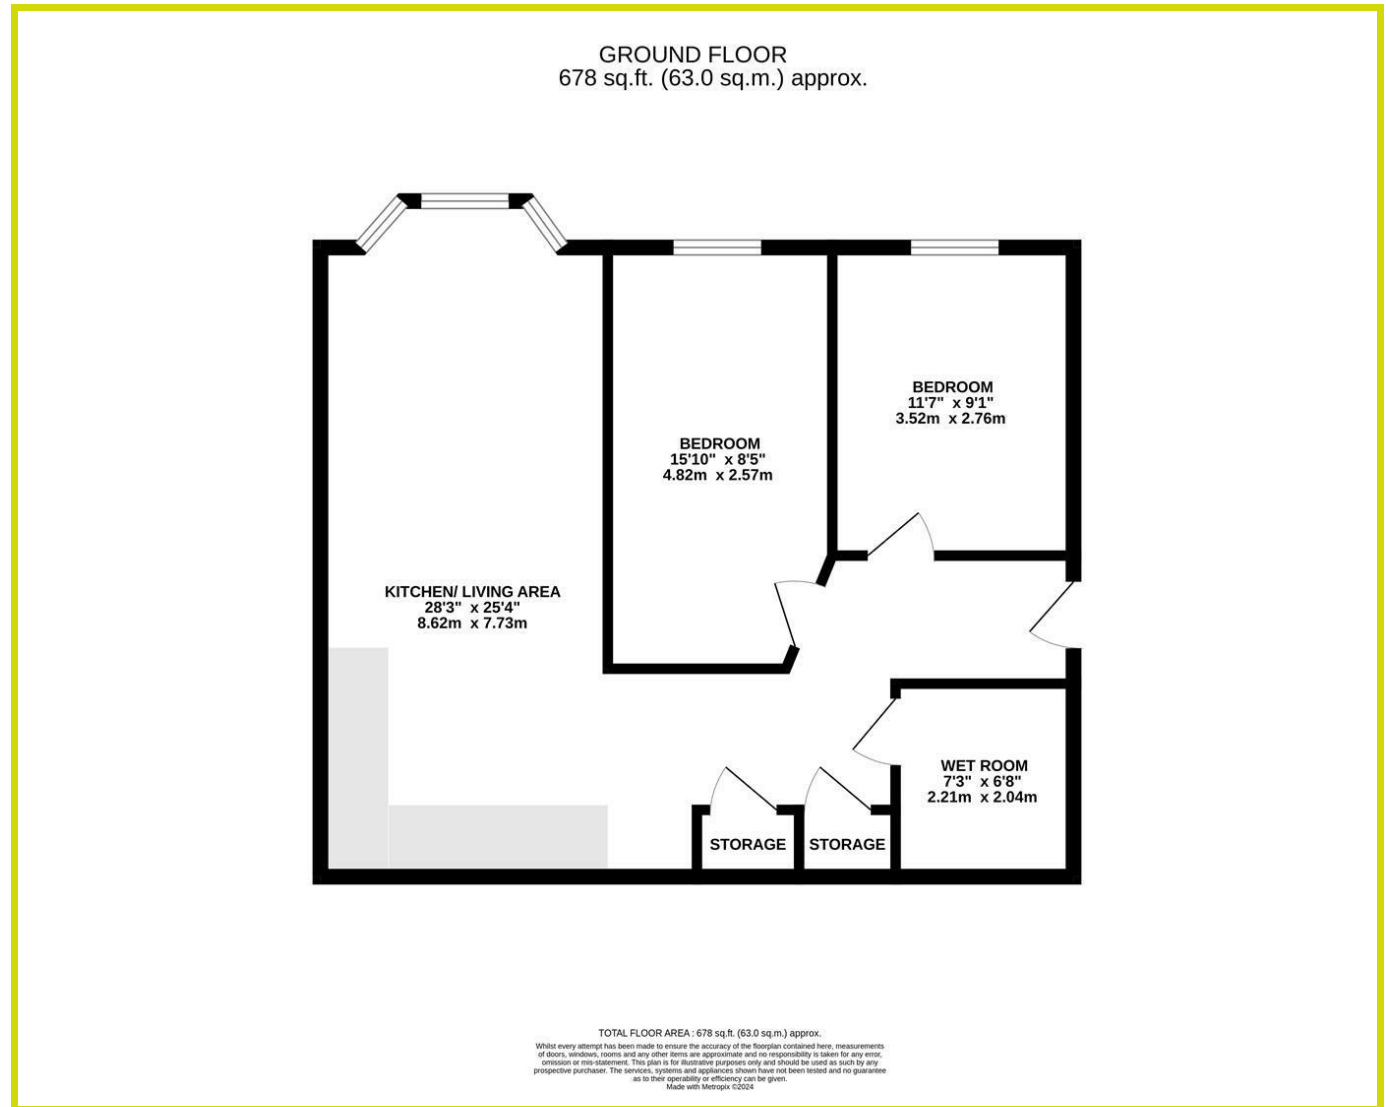 GROUND FLOOR
678 sq.ft. (63.0 sq.m.) approx.
BEDROOM
11'7" x 9'1"
3.52m x 2.76m
BEDROOM
15'10" x 8'5"
4.82m x 2.57m
KITCHEN/ LIVING AREA
28'3" x 25'4"
8.62m x 7.73m
WET ROOM
7'3" x 6'8"
2.21m x 2.04m
STORAGE
STORAGE
TOTAL FLOOR AREA : 678 sq.ft. (63.0 sq.m.) approx.
Whilst every attempt has been made to ensure the accuracy of the floorplan contained here, measurements
of doors, windows, rooms and any other items are approximate and no responsibility is taken for any error,
omission or mis-statement. This plan is for illustrative purposes only and should be used as such by any
prospective purchaser. The services, systems and appliances shown have not been tested and no guarantee
as to their operability or efficiency can be given.
Made with Metropix ©2024